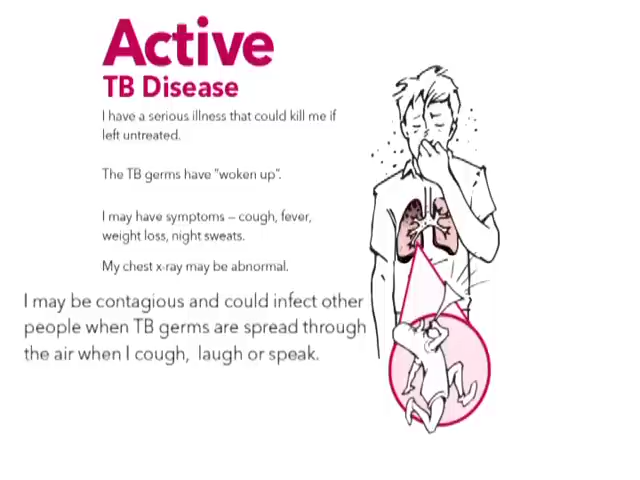 Active
TB Disease
I have a serious illness that could kill me if
left untreated.
The TB germs have "woken up".
I may have symptoms – cough, fever,
weight loss, night sweats.
My chest x-ray may be abnormal.
I may be contagious and could infect other
people when TB germs are spread through
the air when I cough, laugh or speak.